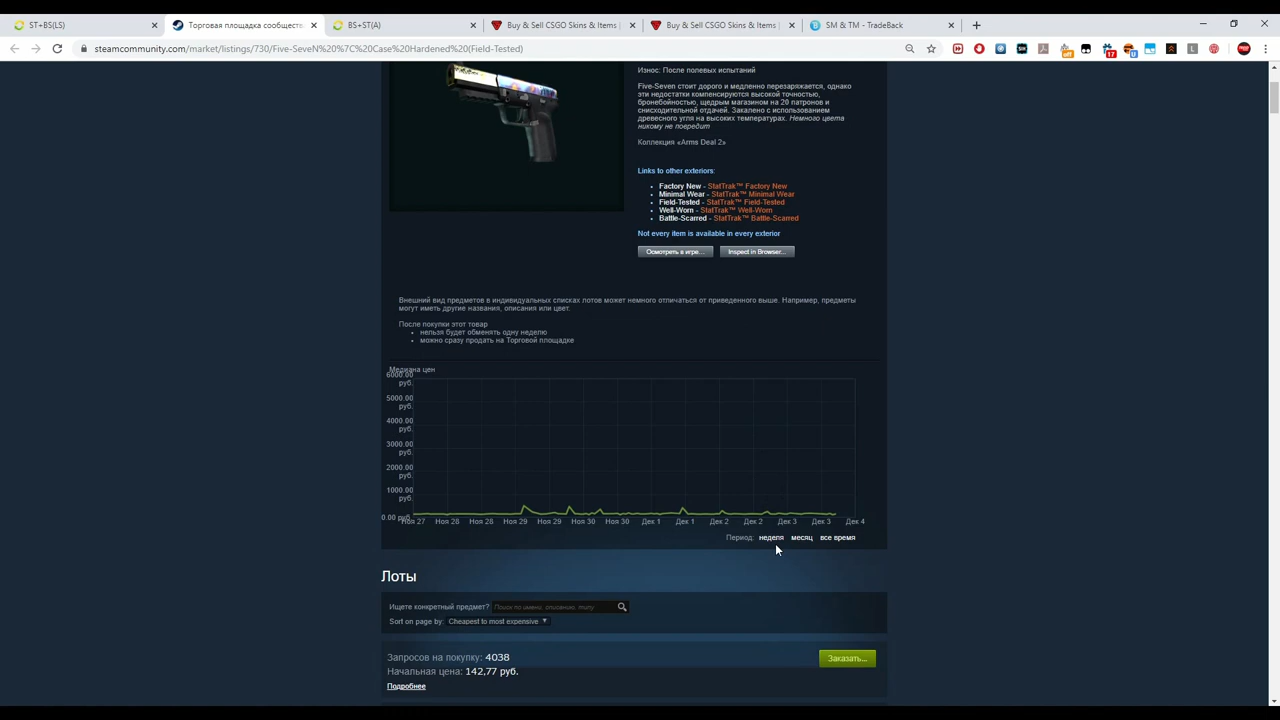 ST+BS(LS)
Торговая площадка сообществ
BS+ST(A)
Buy & Sell CSGO Skins & Items |
Buy & Sell CSGO Skins & Items |
SM & TM - TradeBack
steamcommunity.com/market/listings/730/Five-SeveN%20%7C%20Case%20Hardened%20(Field-Tested)
17
Износ: После полевых испытаний
Five-Seven стоит дорого и медленно перезаряжается, однако
эти недостатки компенсируются высокой точностью,
бронебойностью, щедрым магазином на 20 патронов и
снисходительной отдачей. Закалено с использованием
древесного угля на высоких температурах. Немного цвета
никому не повредит
Коллекция «Arms Deal 2»
Links to other exteriors:
Factory New - StatTrak™ Factory New
Minimal Wear - StatTrak™ Minimal Wear
Field-Tested - StatTrak™ Field-Tested
Well-Worn - StatTrak™ Well-Worn
Battle-Scarred - StatTrak™ Battle-Scarred
Not every item is available in every exterior
Осмотреть в игре...
Inspect in Browser...
Внешний вид предметов в индивидуальных списках лотов может немного отличаться от приведенного выше. Например, предметы
могут иметь другие названия, описания или цвет.
После покупки этот товар
нельзя будет обменять одну неделю
можно сразу продать на Торговой площадке
Медиана цен
6000.00
руб.
5000.00
руб.
4000.00
руб.
3000.00
руб.
2000.00
руб.
1000.00
руб.
0.00 руб.
Ноя 27 Ноя 28 Ноя 28 Ноя 29 Ноя 29 Ноя 30 Ноя 30 Дек 1 Дек 1 Дек 2 Дек 2 Дек 3 Дек 3 Дек 4
Период: неделя месяц все время
Лоты
Ищете конкретный предмет? Поиск по имени, описанию, типу
Sort on page by: Cheapest to most expensive
Запросов на покупку: 4038
Начальная цена: 142,77 руб.
Подробнее
Заказать...